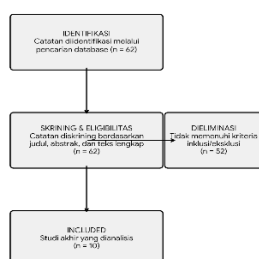 IDENTIFIKASI
Catatan diidentifikasi melalui
pencarian database (n = 62)
SKRINING & ELIGIBILITAS
Catatan diskrining berdasarkan
judul, abstrak, dan teks lengkap
(n = 62)
DIELIMINASI
Tidak memenuhi kriteria
inklusi/eksklusi
(n = 52)
INCLUDED
Studi akhir yang dianalisis
(n = 10)